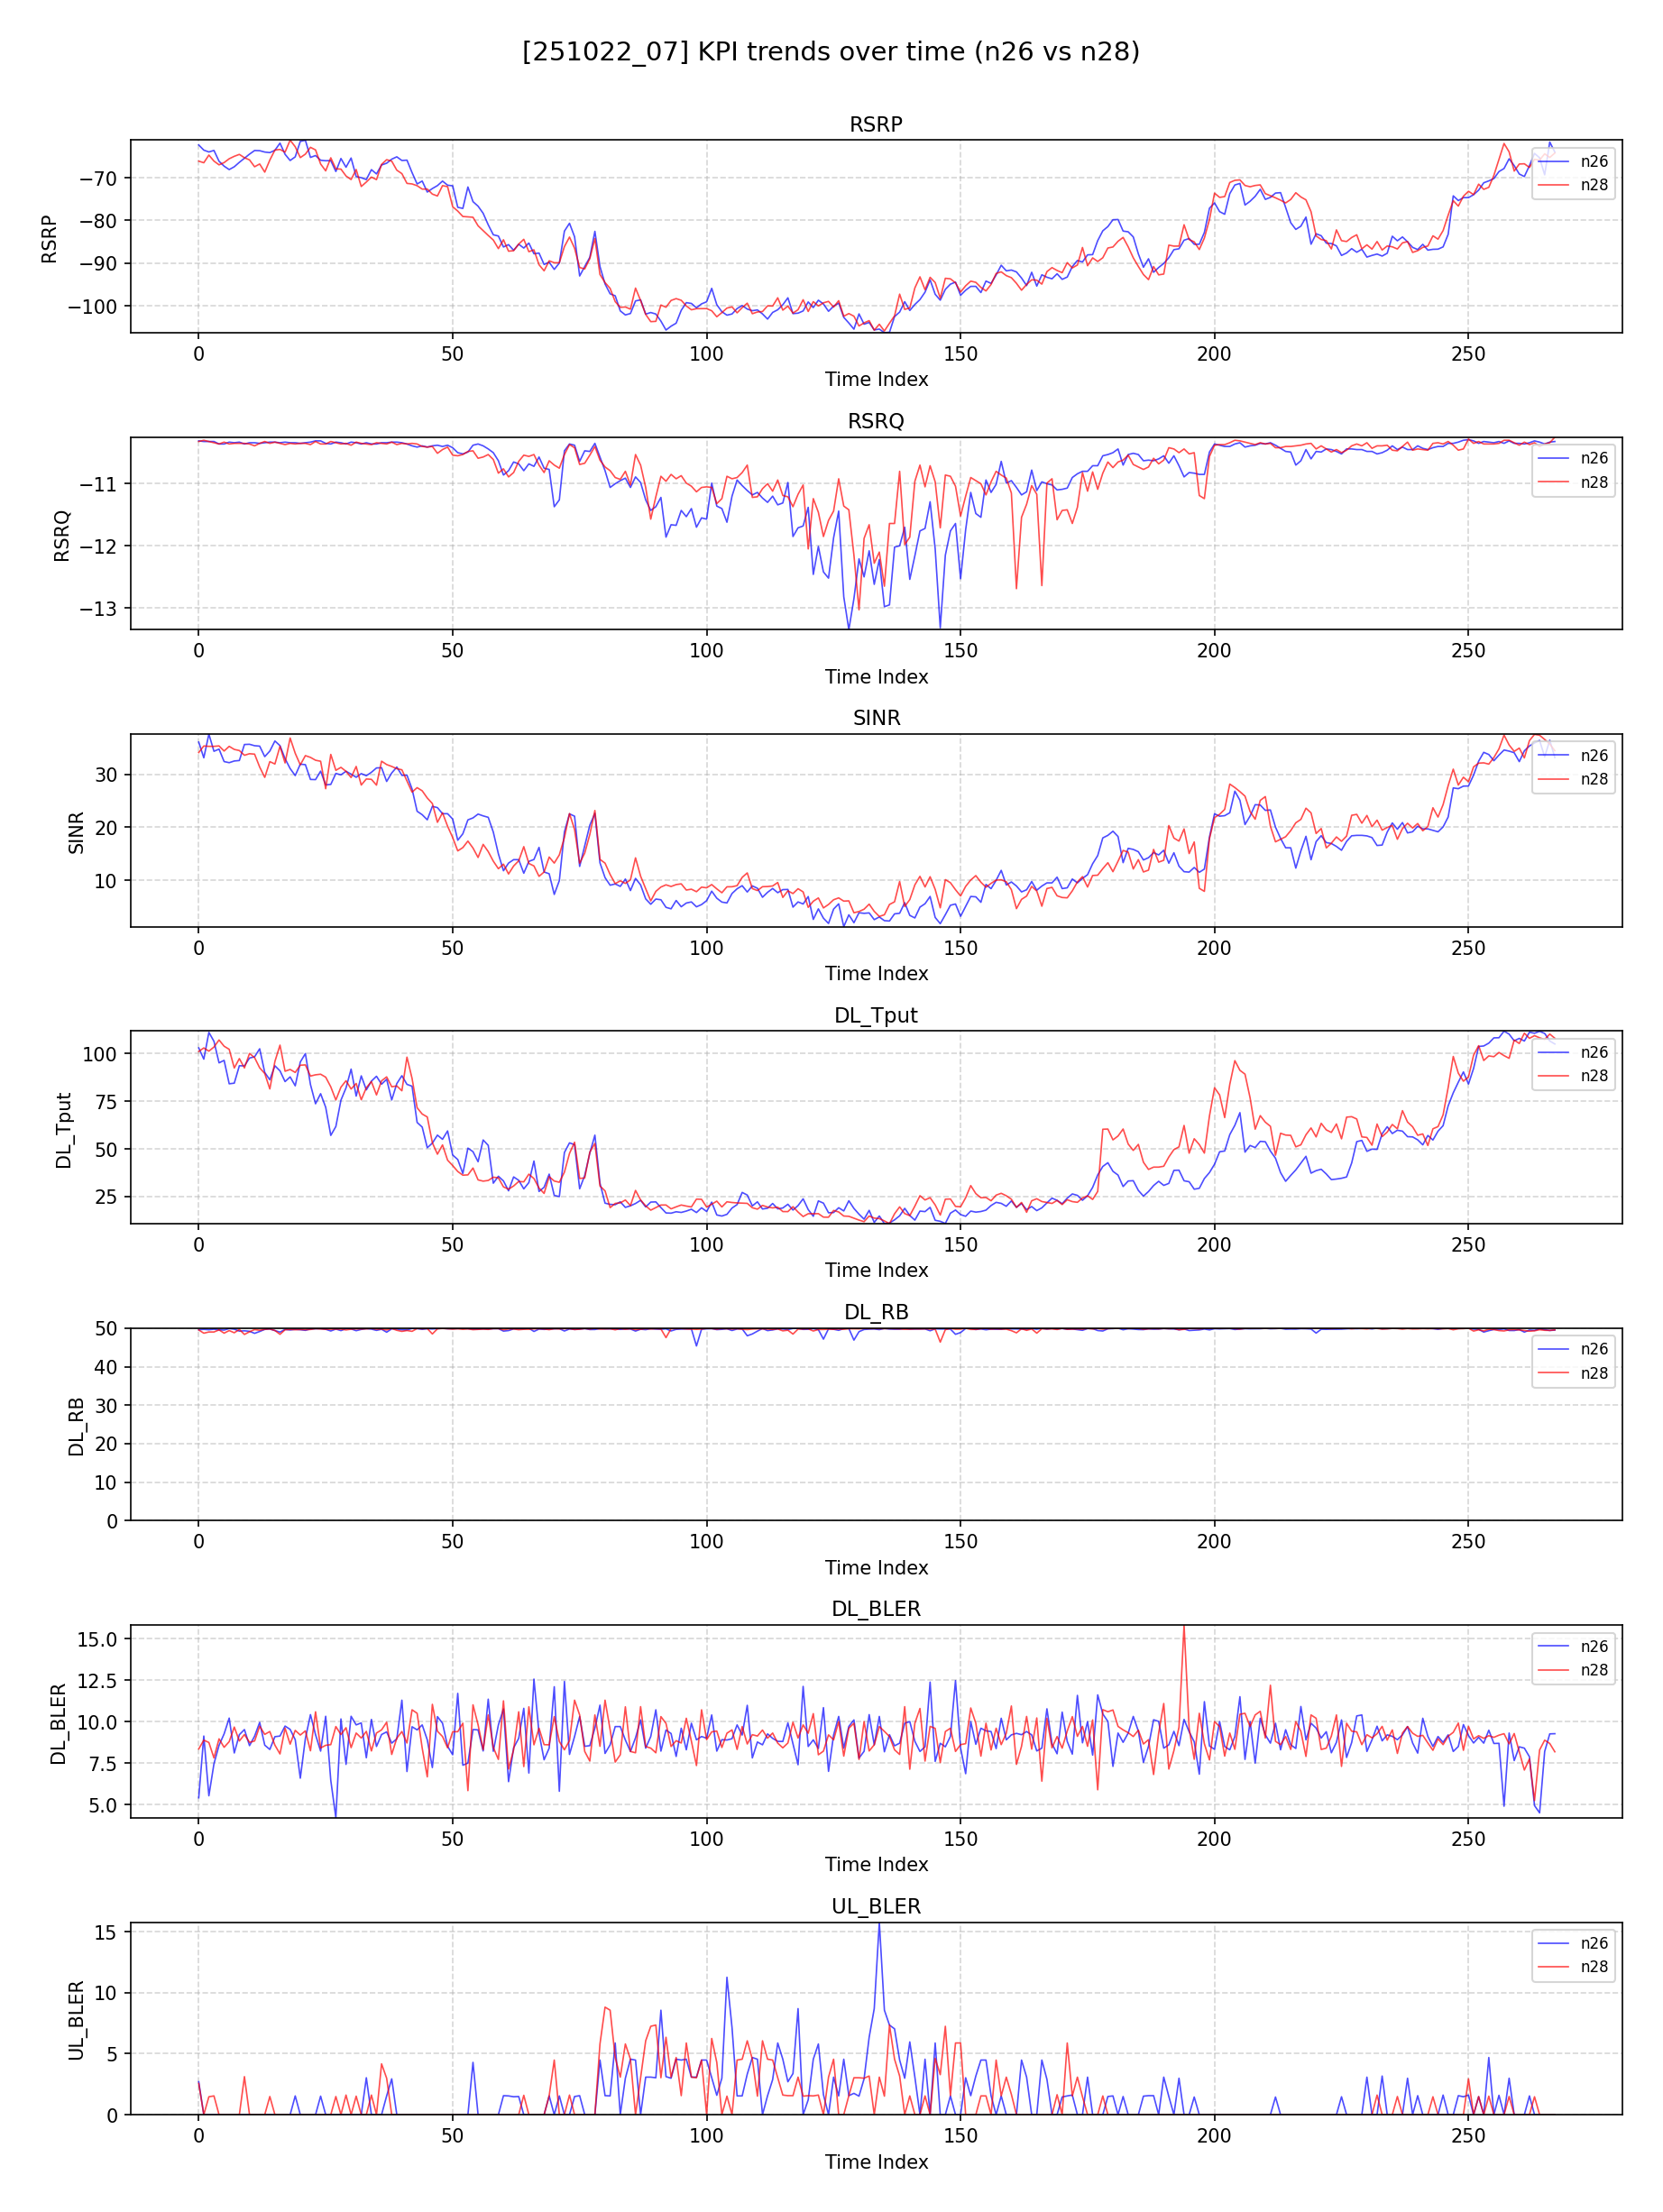 [251022_07] KPI trends over time (n26 vs n28)
RSRP
RSRP
−70
−80
−90
−100
n26
n28
0 50 100 150 200 250
Time Index
RSRQ
RSRQ
−11
−12
−13
n26
n28
0 50 100 150 200 250
Time Index
SINR
SINR
30
20
10
n26
n28
0 50 100 150 200 250
Time Index
DL_Tput
DL_Tput
100
75
50
25
n26
n28
0 50 100 150 200 250
Time Index
DL_RB
DL_RB
50
40
30
20
10
0
n26
n28
0 50 100 150 200 250
Time Index
DL_BLER
DL_BLER
15.0
12.5
10.0
7.5
5.0
n26
n28
0 50 100 150 200 250
Time Index
UL_BLER
UL_BLER
15
10
5
0
n26
n28
0 50 100 150 200 250
Time Index